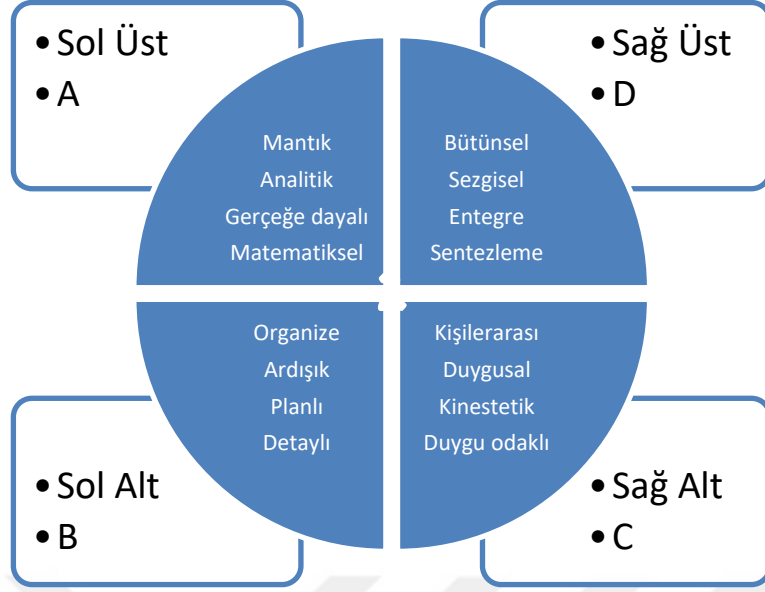 • Sol Üst
• A
• Sağ Üst
• D
Mantık
Analitik
Gerçeğe dayalı
Matematiksel
Bütünsel
Sezgisel
Entegre
Sentezleme
Organize
Ardışık
Planlı
Detaylı
Kişilerarası
Duygusal
Kinestetik
Duygu odaklı
• Sol Alt
• B
• Sağ Alt
• C